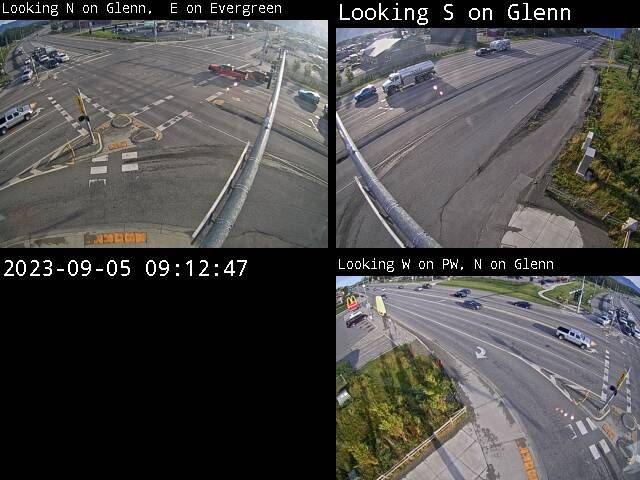 Looking N on Glenn,  E on Evergreen
Looking S on Glenn
2023-09-05 09:12:47
Looking W on PW, N on Glenn